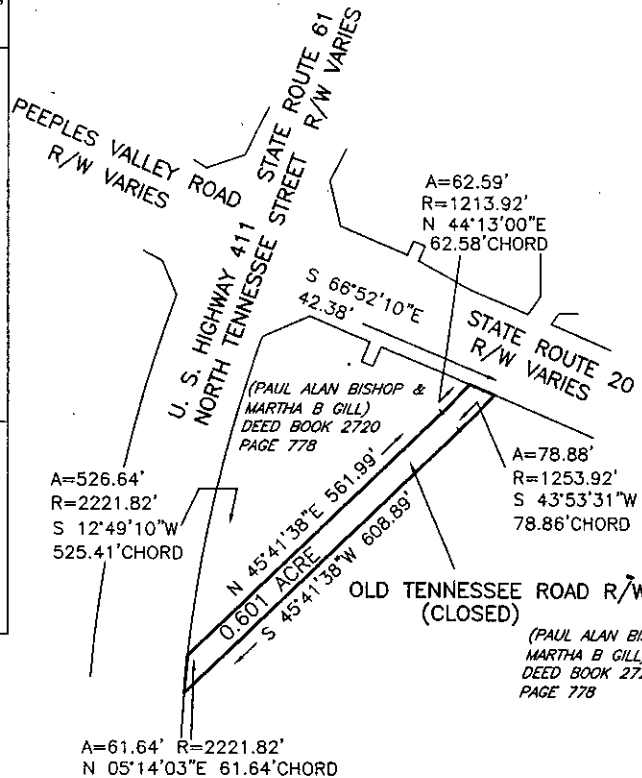 PEEPLES VALLEY ROAD
R/W VARIES
STATE ROUTE 61
R/W VARIES
U. S. HIGHWAY 411
NORTH TENNESSEE STREET
A=62.59'
R=1213.92'
N 44°13'00"E
62.58'CHORD
S 66°52'10"E
42.38'
STATE ROUTE 20
R/W VARIES
(PAUL ALAN BISHOP &
MARTHA B GILL)
DEED BOOK 2720
PAGE 778
A=526.64'
R=2221.82'
S 12°49'10"W
525.41'CHORD
A=78.88'
R=1253.92'
S 43°53'31"W
78.86'CHORD
N 45°41'38"E 561.99'
0.601 ACRE
S 45°41'38"W 608.89'
OLD TENNESSEE ROAD R/W
(CLOSED)
(PAUL ALAN
MARTHA B GILL
DEED BOOK
PAGE 778
A=61.64' R=2221.82'
N 05°14'03"E 61.64'CHORD